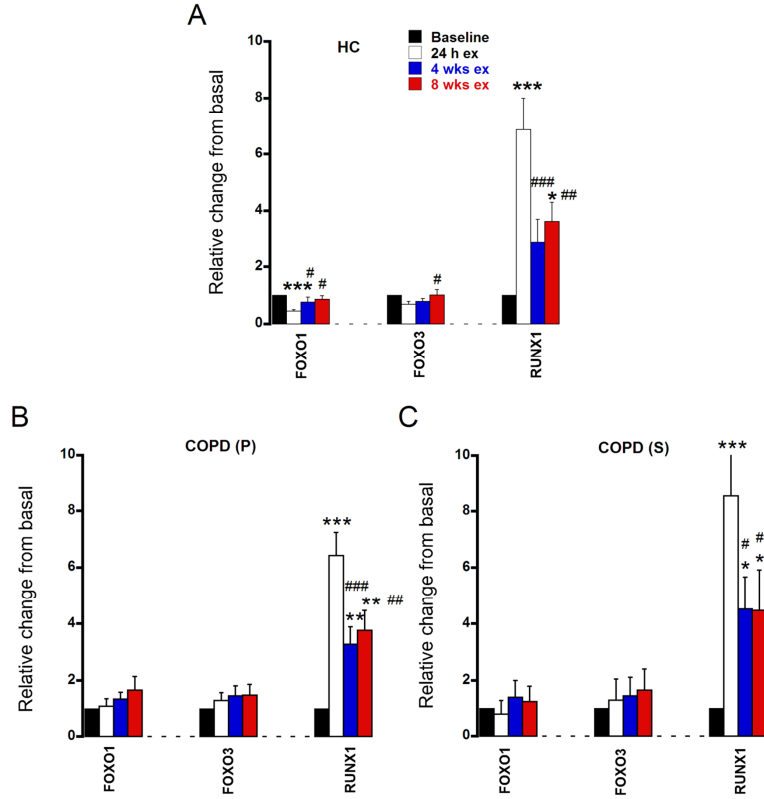 A
HC
Baseline
24 h ex
4 wks ex
8 wks ex
Relative change from basal
10
8
6
4
2
0
***
#
#
#
***
###
* ##
FOXO1
FOXO3
RUNX1
B
COPD (P)
Relative change from basal
10
8
6
4
2
0
***
###
** ** ##
FOXO1
FOXO3
RUNX1
C
COPD (S)
Relative change from basal
10
8
6
4
2
0
***
# #
* *
FOXO1
FOXO3
RUNX1